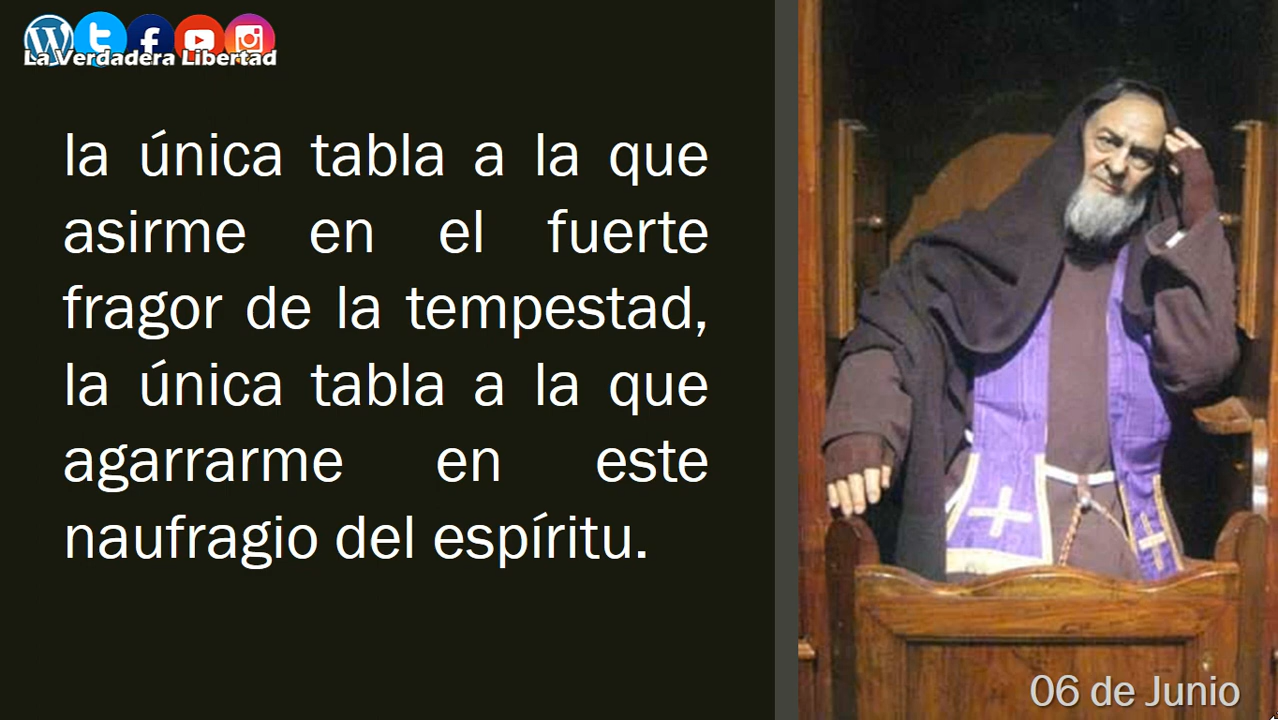 La Verdadera Libertad
la única tabla a la que
asirme en el fuerte
fragor de la tempestad,
la única tabla a la que
agarrarme en este
naufragio del espíritu.
06 de Junio